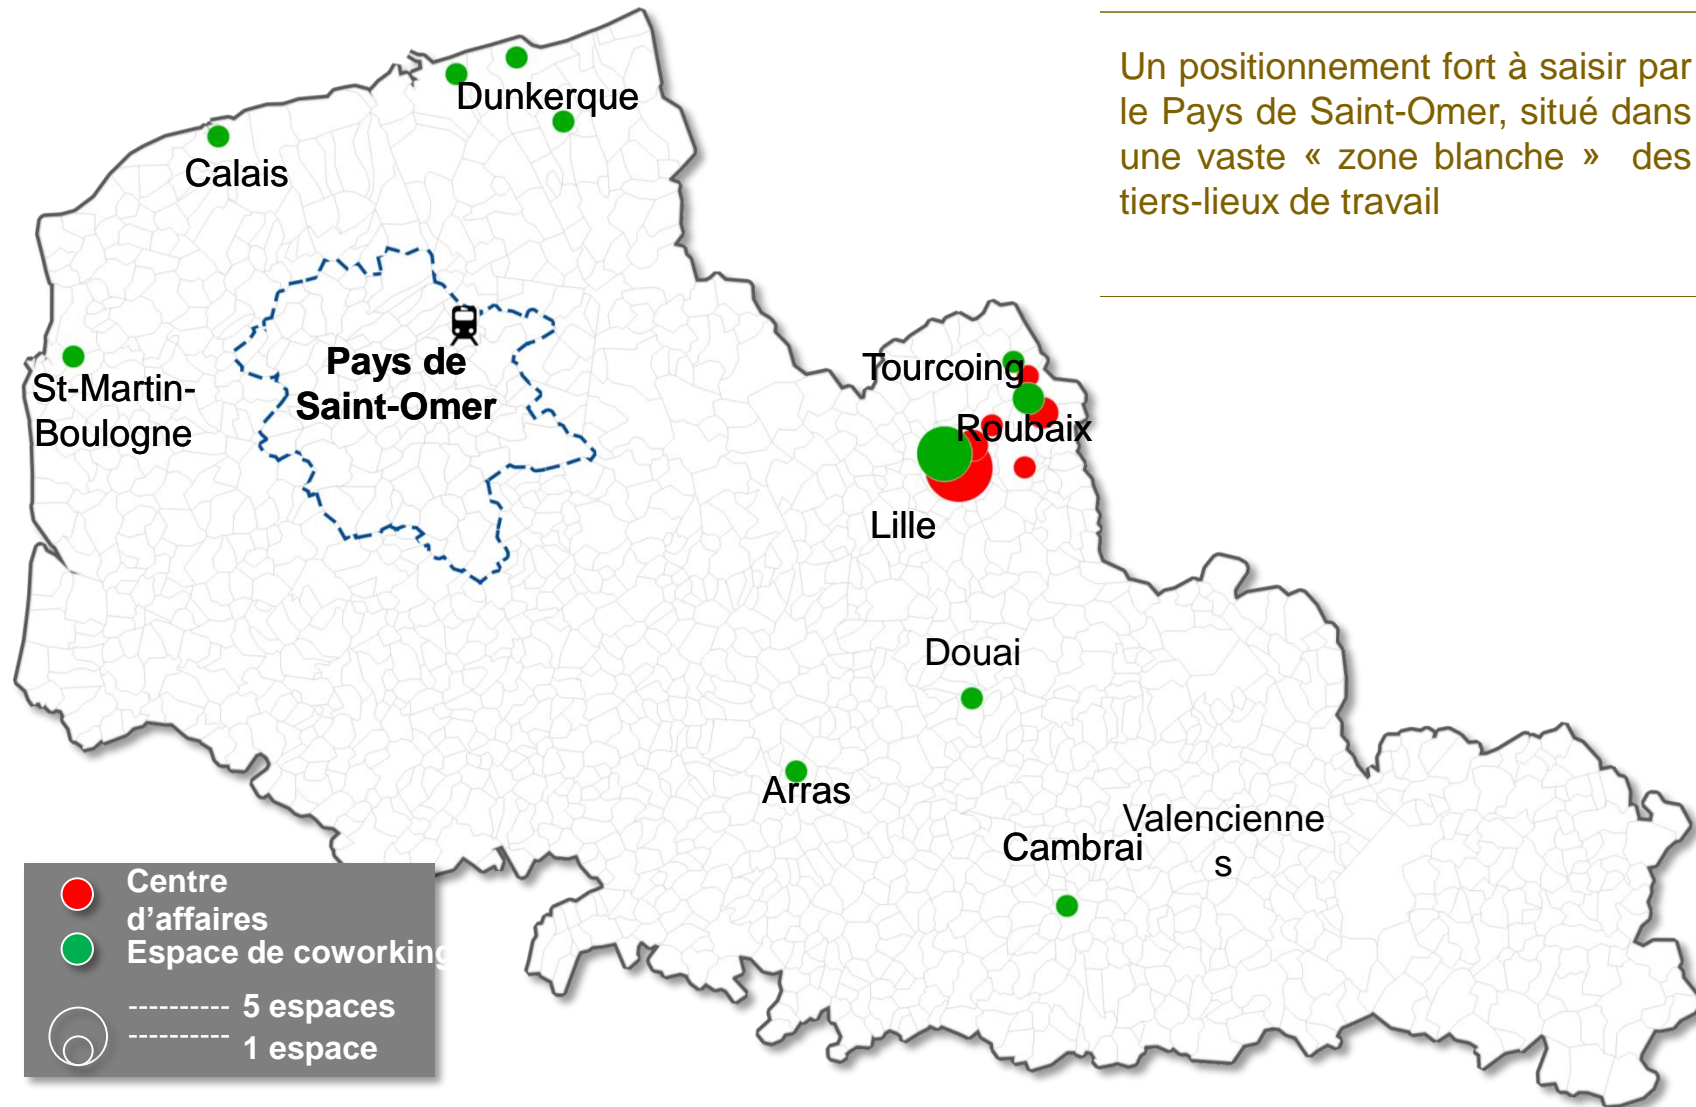 Un positionnement fort à saisir par
le Pays de Saint-Omer, situé dans
une vaste « zone blanche » des
tiers-lieux de travail
Dunkerque
Calais
Pays de
Saint-Omer
St-Martin-
Boulogne
Tourcoing
Roubaix
Lille
Douai
Arras
Valencienne
s
Cambrai
Centre
d’affaires
Espace de coworking
---------- 5 espaces
---------- 1 espace